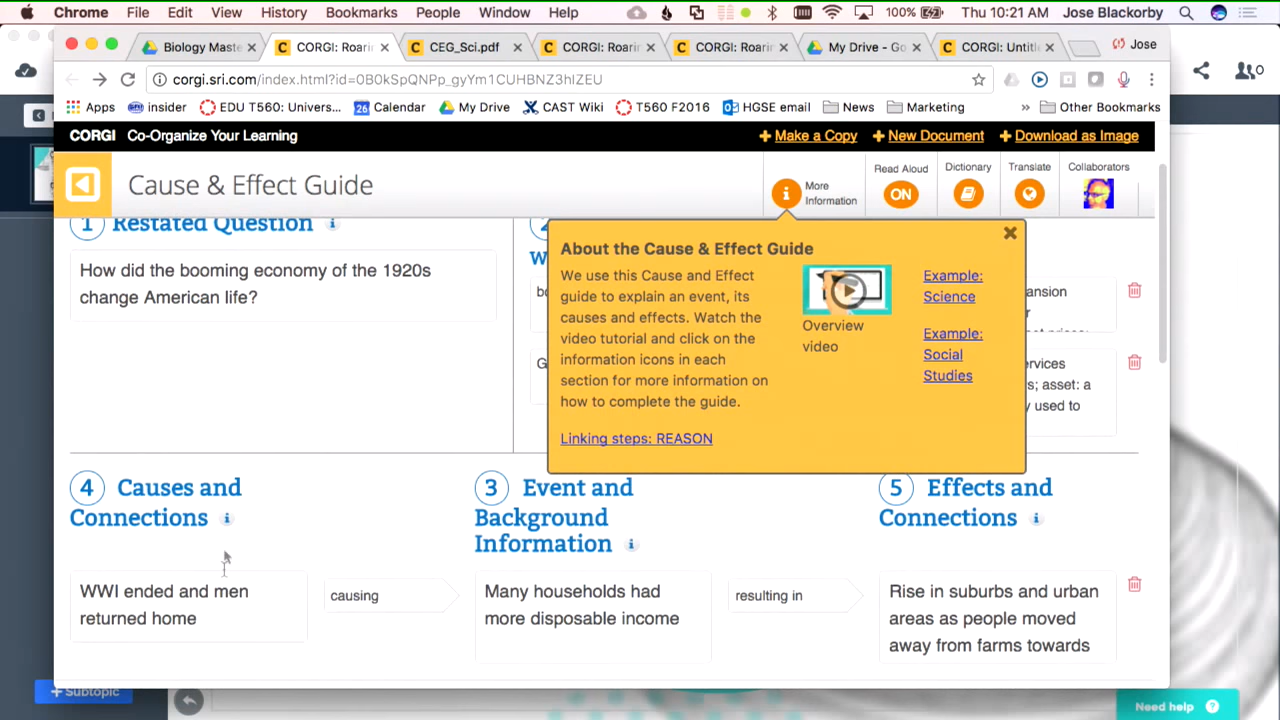 Chrome File Edit View History Bookmarks People Window Help 100% Thu 10:21 AM Jose Blackorby
Biology Maste CORGI: Roarin CEG_Sci.pdf CORGI: Roarin CORGI: Roarin My Drive - Go CORGI: Untitl Jose
corgi.sri.com/index.html?id=0B0kSpQNPp_gyYm1CUHBNZ3hIZEU
Apps insider EDU T560: Univers... 26 Calendar My Drive CAST Wiki T560 F2016 HGSE email News Marketing » Other Bookmarks
CORGI Co-Organize Your Learning + Make a Copy + New Document + Download as Image
Cause & Effect Guide
More Information
Read Aloud
ON
Dictionary
Translate
Collaborators
1 Restated Question
How did the booming economy of the 1920s
change American life?
About the Cause & Effect Guide
We use this Cause and Effect
guide to explain an event, its
causes and effects. Watch the
video tutorial and click on the
information icons in each
section for more information on
how to complete the guide.
Linking steps: REASON
Overview
video
Example:
Science
Example:
Social
Studies
ansion
ervices
s; asset: a
y used to
4 Causes and
Connections
3 Event and
Background
Information
5 Effects and
Connections
WWI ended and men
returned home
causing
Many households had
more disposable income
resulting in
Rise in suburbs and urban
areas as people moved
away from farms towards
+ Subtopic
Need help ?